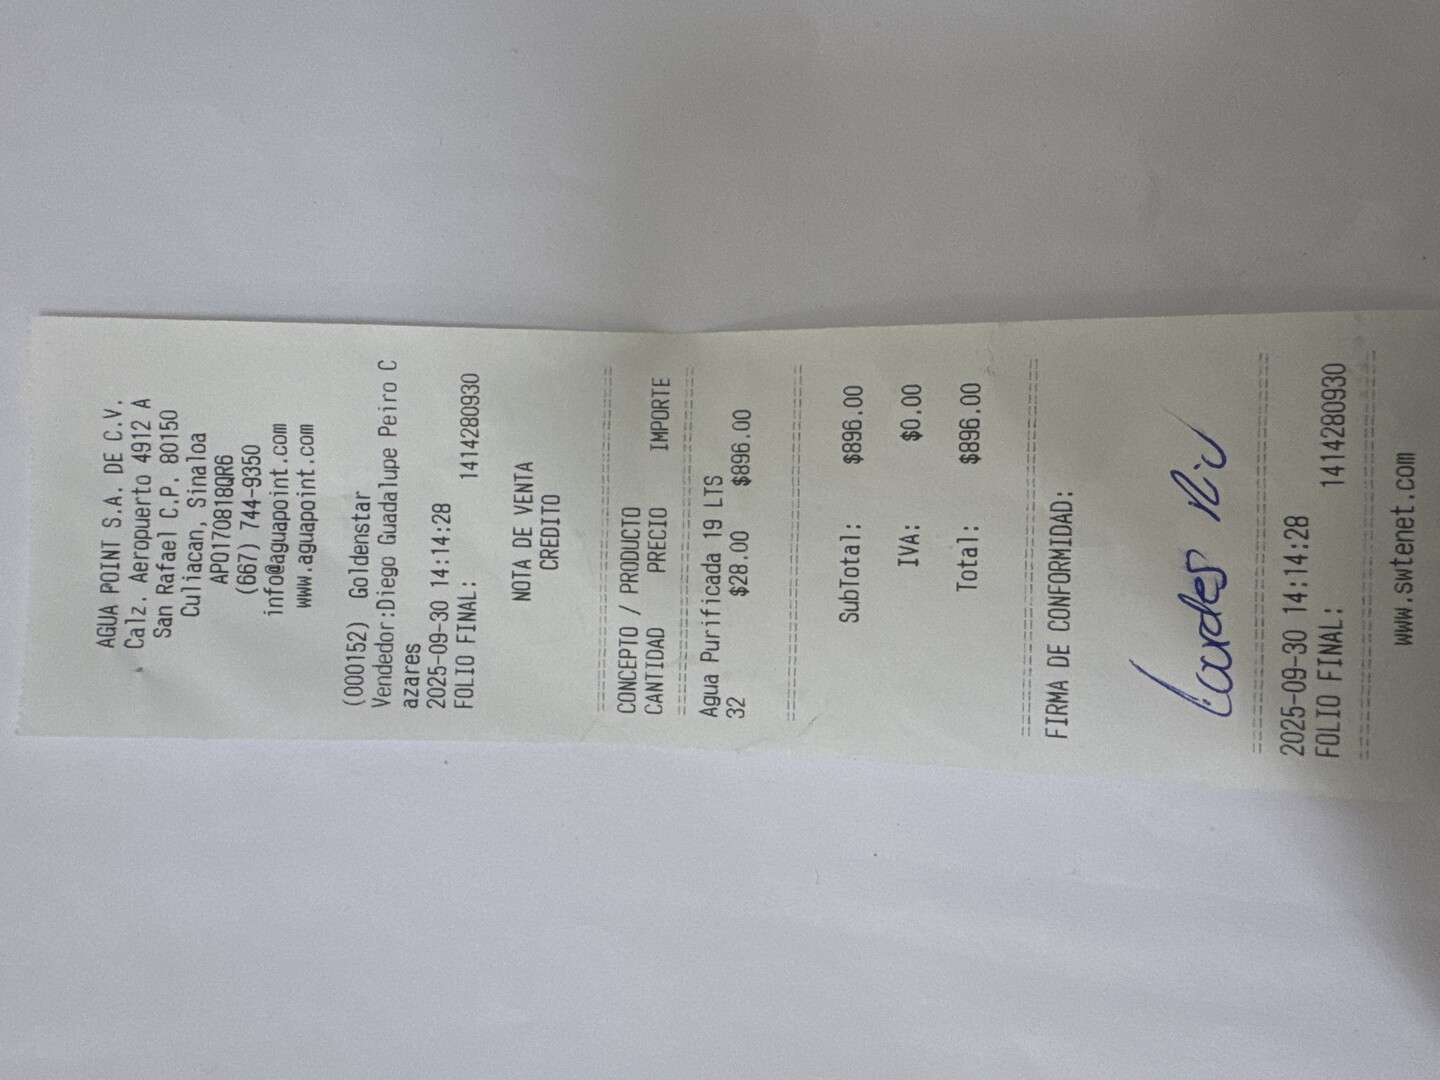 AGUA POINT S.A. DE C.V.
Calz. Aeropuerto 4912 A
San Rafael C.P. 80150
Culiacan, Sinaloa
APO170818QR6
(667) 744-9350
info@aguapoint.com
www.aguapoint.com
(000152) Goldenstar
Vendedor:Diego Guadalupe Peiro C
azares
2025-09-30 14:14:28
FOLIO FINAL: 1414280930
NOTA DE VENTA
CREDITO
CONCEPTO / PRODUCTO
CANTIDAD PRECIO IMPORTE
Agua Purificada 19 LTS
32 $28.00 $896.00
SubTotal: $896.00
IVA: $0.00
Total: $896.00
FIRMA DE CONFORMIDAD:
2025-09-30 14:14:28
FOLIO FINAL: 1414280930
www.swtenet.com